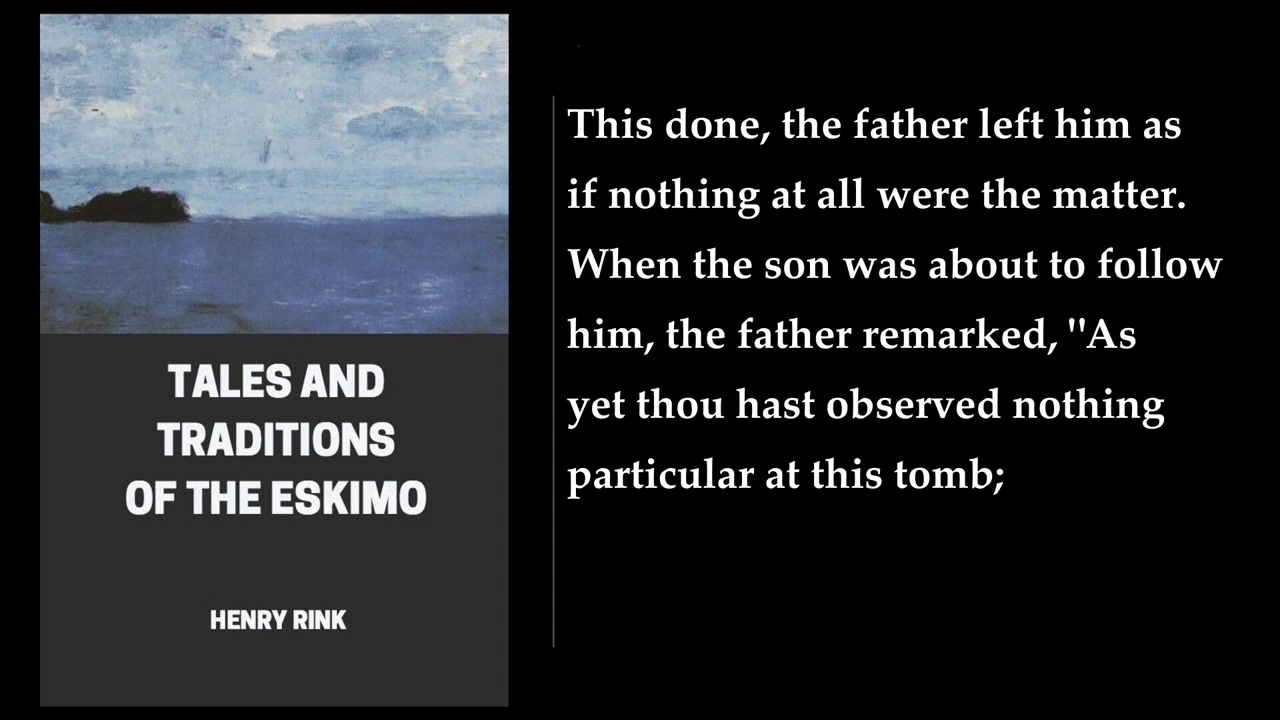 TALES AND
TRADITIONS
OF THE ESKIMO
HENRY RINK
This done, the father left him as
if nothing at all were the matter.
When the son was about to follow
him, the father remarked, "As
yet thou hast observed nothing
particular at this tomb;